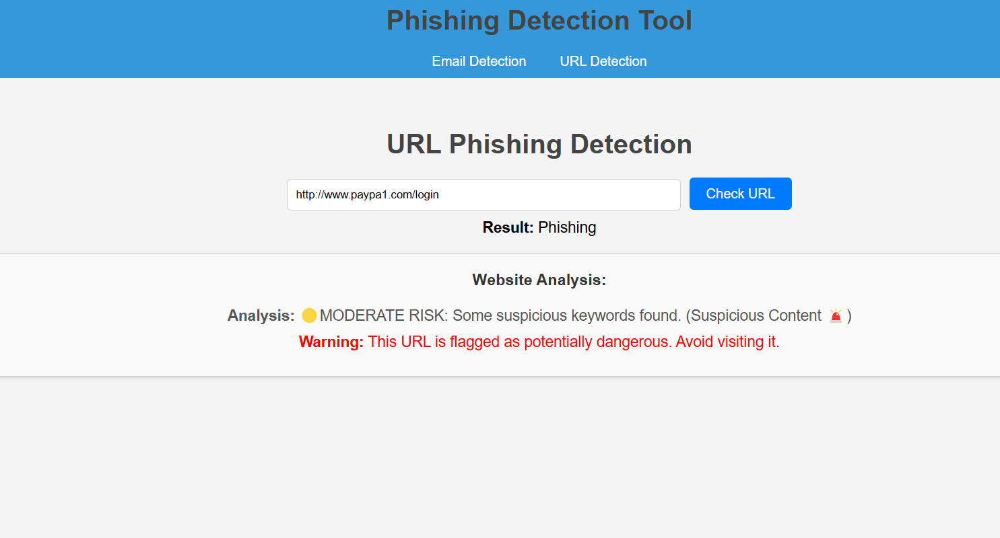 Phishing Detection Tool
Email Detection URL Detection
URL Phishing Detection
http://www.paypa1.com/login Check URL
Result: Phishing
Website Analysis:
Analysis: 🟡MODERATE RISK: Some suspicious keywords found. (Suspicious Content 🚨)
Warning: This URL is flagged as potentially dangerous. Avoid visiting it.